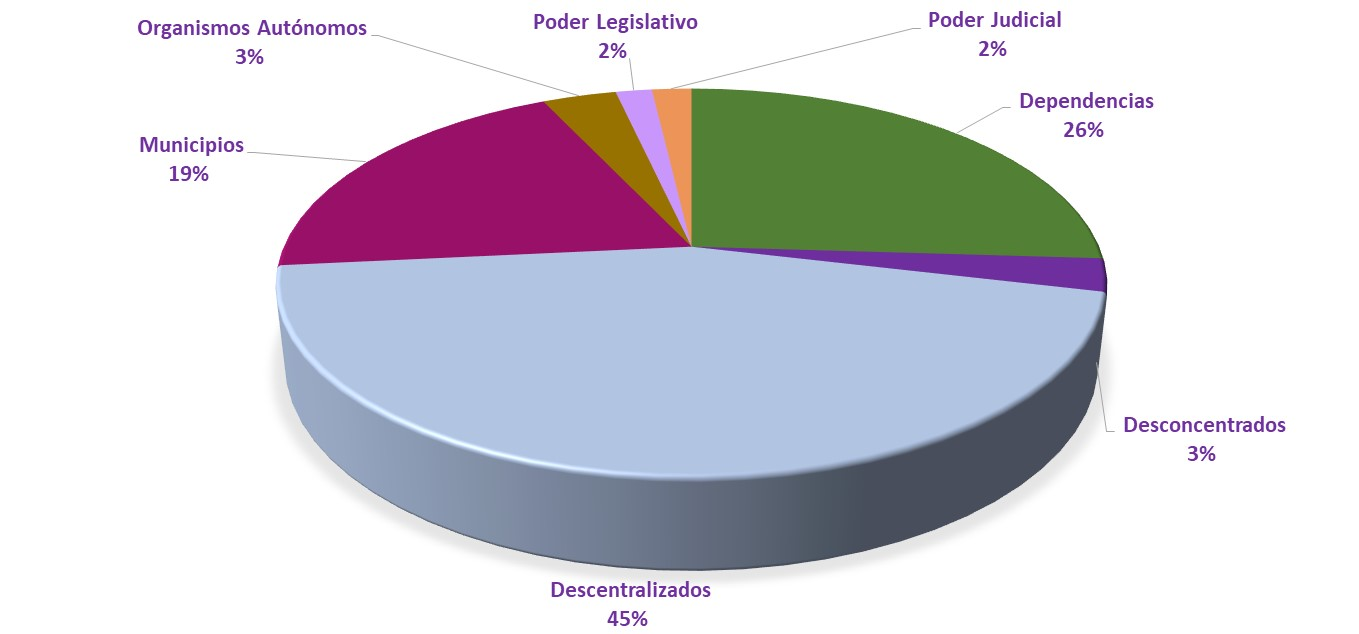 Organismos Autónomos
3%
Poder Legislativo
2%
Poder Judicial
2%
Dependencias
26%
Municipios
19%
Desconcentrados
3%
Descentralizados
45%